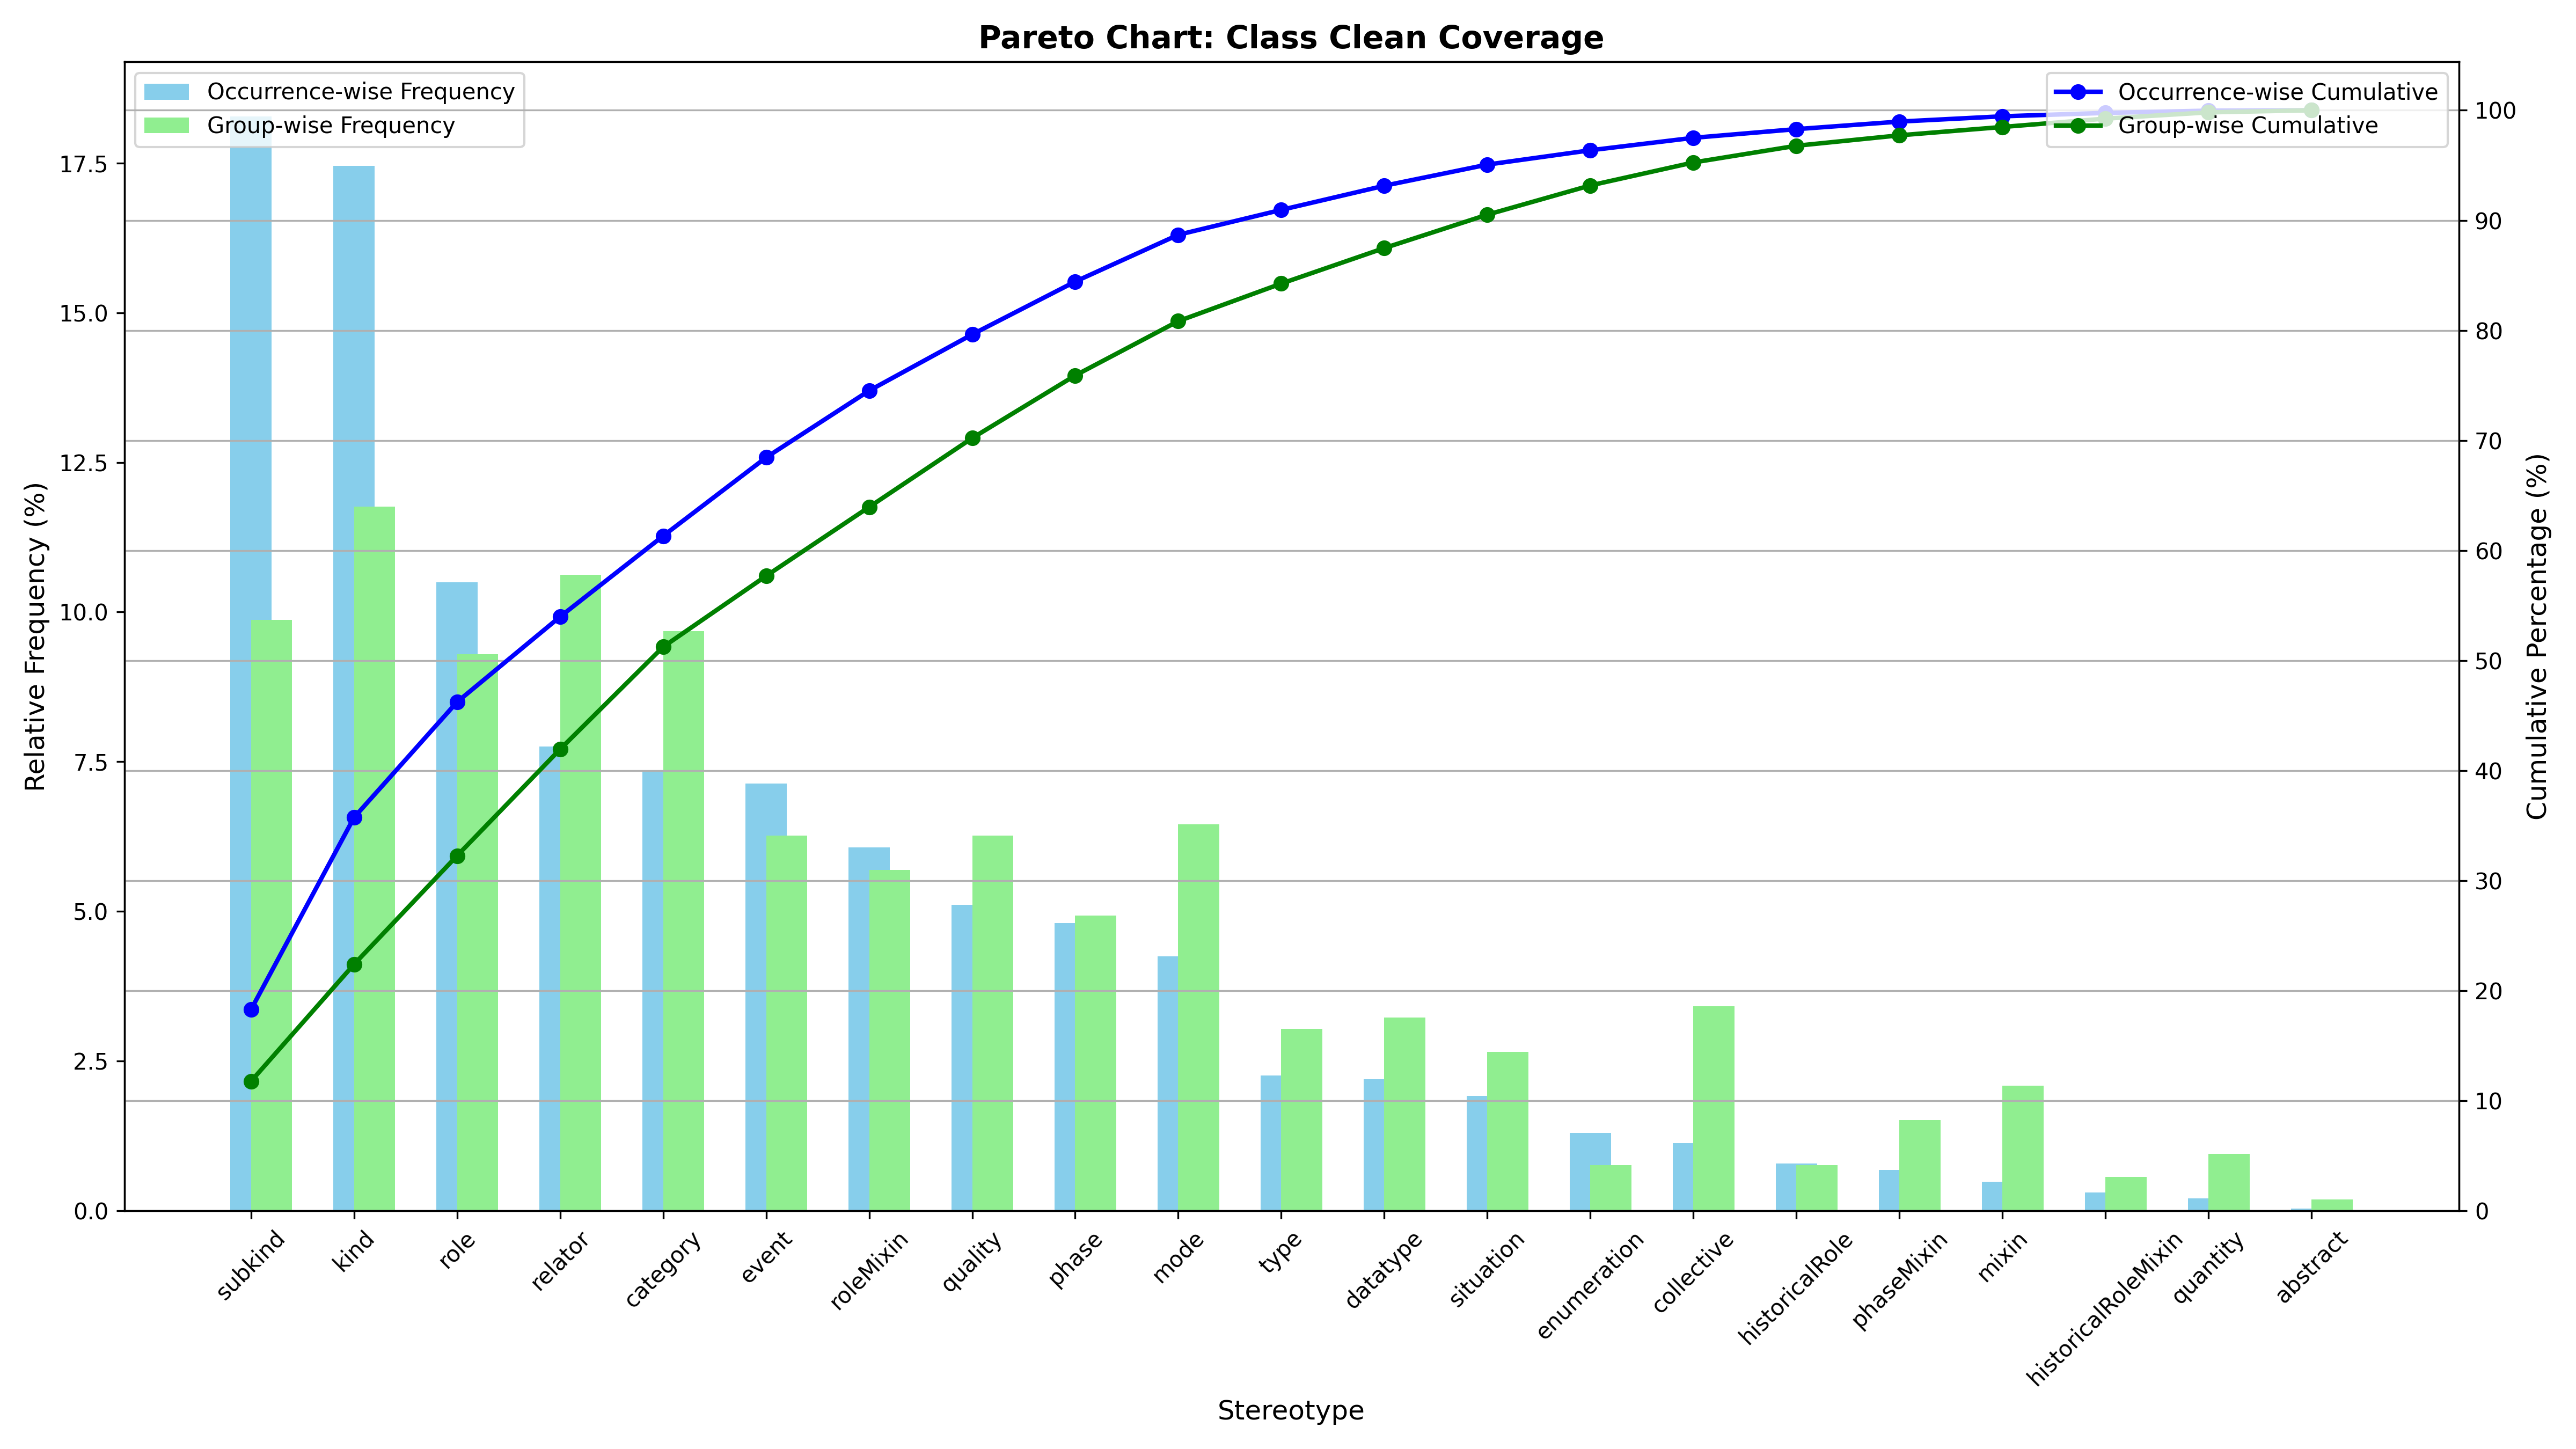 Pareto Chart: Class Clean Coverage
Occurrence-wise Frequency
Group-wise Frequency
Occurrence-wise Cumulative
Group-wise Cumulative
Relative Frequency (%)
17.5
15.0
12.5
10.0
7.5
5.0
2.5
0.0
100
90
80
70
60
50
40
30
20
10
0
Cumulative Percentage (%)
subkind
kind
role
relator
category
event
roleMixin
quality
phase
mode
type
datatype
situation
enumeration
collective
historicalRole
phaseMixin
mixin
historicalRoleMixin
quantity
abstract
Stereotype